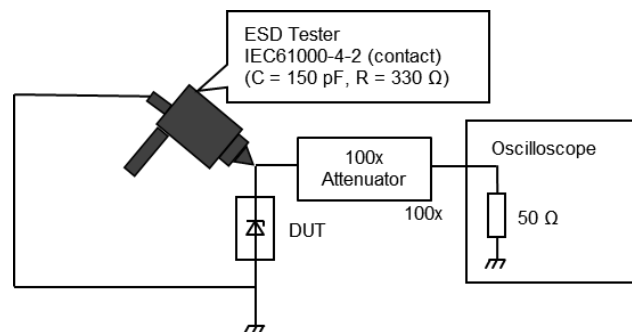 ESD Tester
IEC61000-4-2 (contact)
(C = 150 pF, R = 330 Ω)
100x
Attenuator
100x
Oscilloscope
50 Ω
DUT